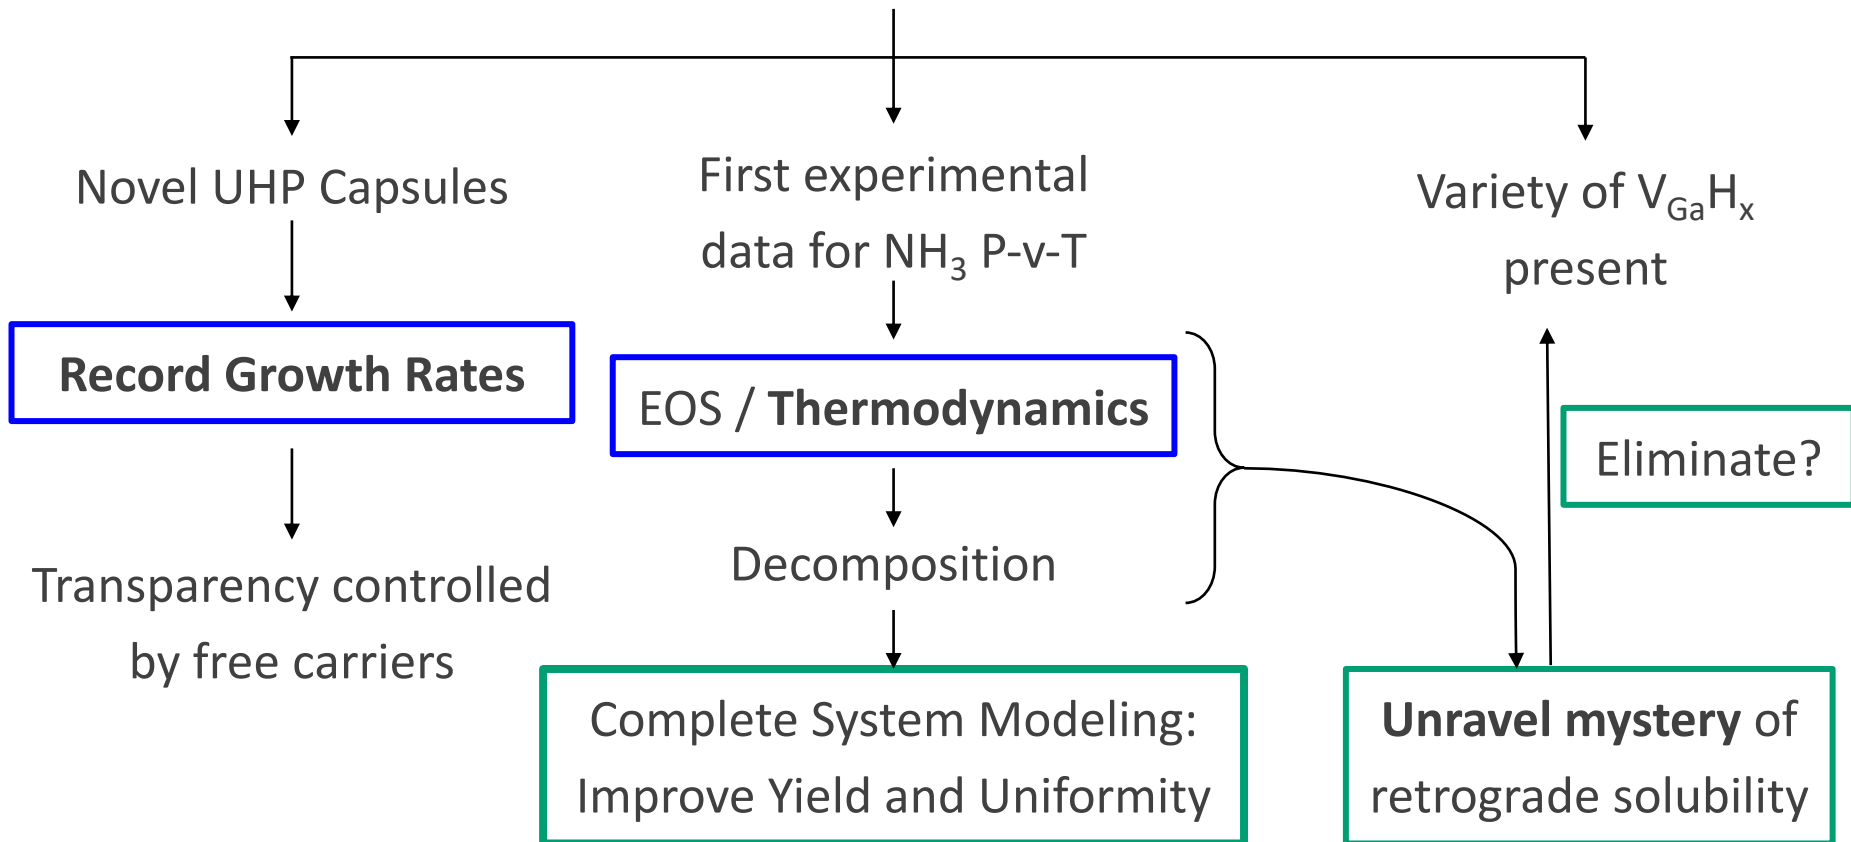 Novel UHP Capsules
Record Growth Rates
Transparency controlled
by free carriers
First experimental
data for NH₃ P-v-T
EOS / Thermodynamics
Decomposition
Complete System Modeling:
Improve Yield and Uniformity
Variety of V_GaH_x
present
Eliminate?
Unravel mystery of
retrograde solubility